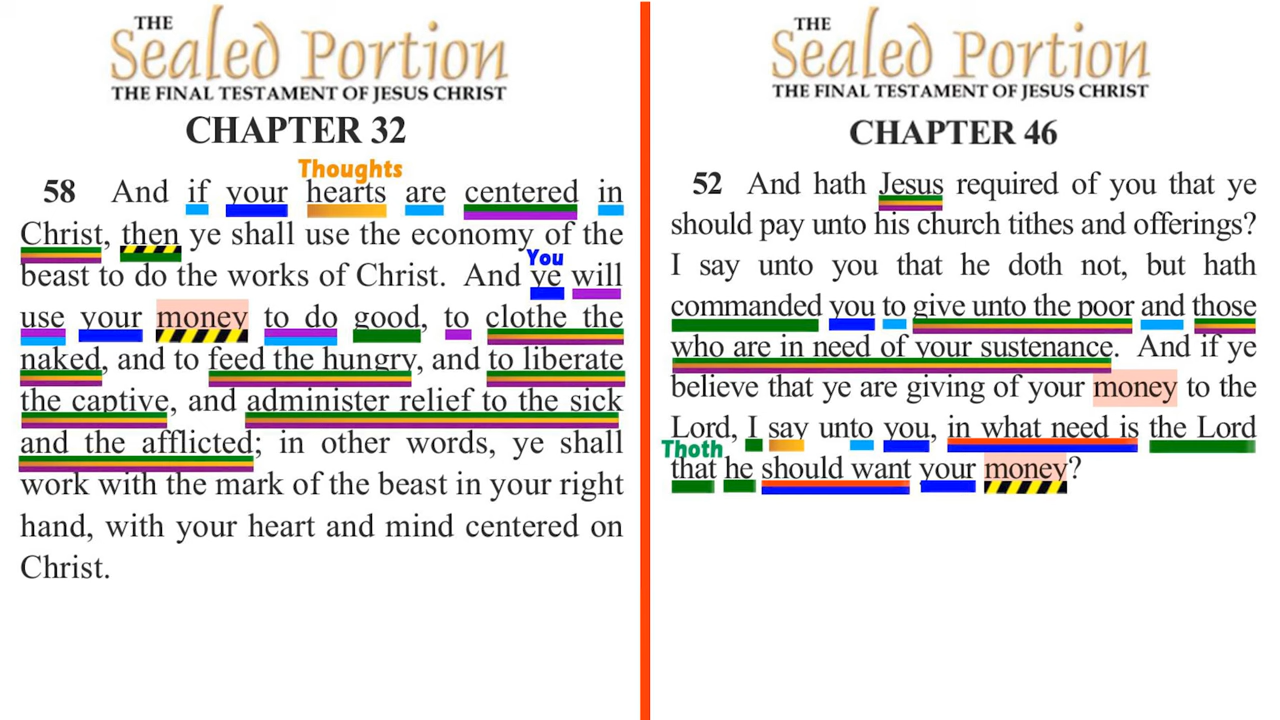 THE
Sealed Portion
THE FINAL TESTAMENT OF JESUS CHRIST
CHAPTER 32
Thoughts
58 And if your hearts are centered in
Christ, then ye shall use the economy of the
You
beast to do the works of Christ. And ye will
use your money to do good, to clothe the
naked, and to feed the hungry, and to liberate
the captive, and administer relief to the sick
and the afflicted; in other words, ye shall
work with the mark of the beast in your right
hand, with your heart and mind centered on
Christ.
THE
Sealed Portion
THE FINAL TESTAMENT OF JESUS CHRIST
CHAPTER 46
52 And hath Jesus required of you that ye
should pay unto his church tithes and offerings?
I say unto you that he doth not, but hath
commanded you to give unto the poor and those
who are in need of your sustenance. And if ye
believe that ye are giving of your money to the
Lord, I say unto you, in what need is the Lord
Thoth
that he should want your money?